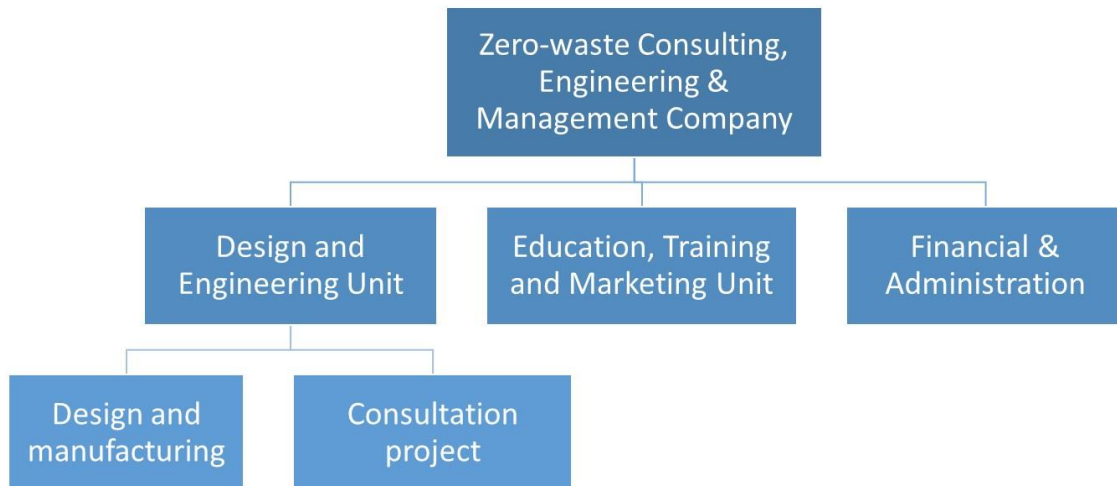 Zero-waste Consulting,
Engineering &
Management Company
Design and
Engineering Unit
Education, Training
and Marketing Unit
Financial &
Administration
Design and
manufacturing
Consultation
project